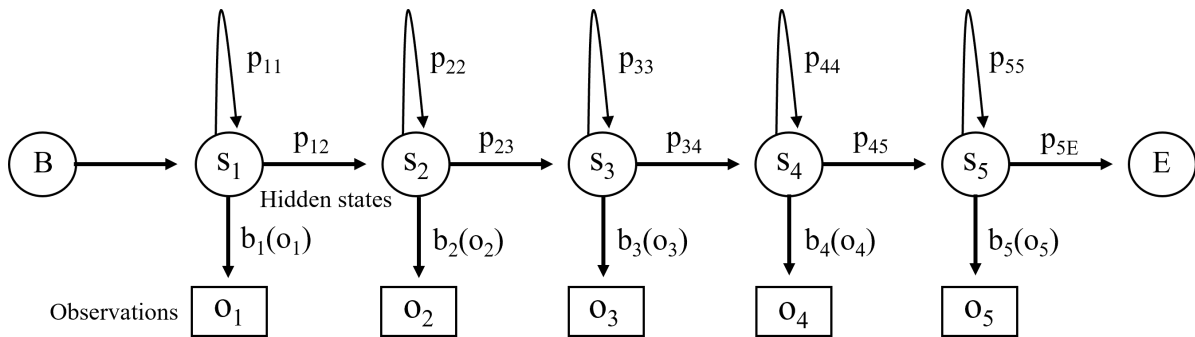 p₁₁ p₂₂ p₃₃ p₄₄ p₅₅
B s₁ p₁₂ s₂ p₂₃ s₃ p₃₄ s₄ p₄₅ s₅ p₅E E
Hidden states
b₁(o₁) b₂(o₂) b₃(o₃) b₄(o₄) b₅(o₅)
Observations o₁ o₂ o₃ o₄ o₅